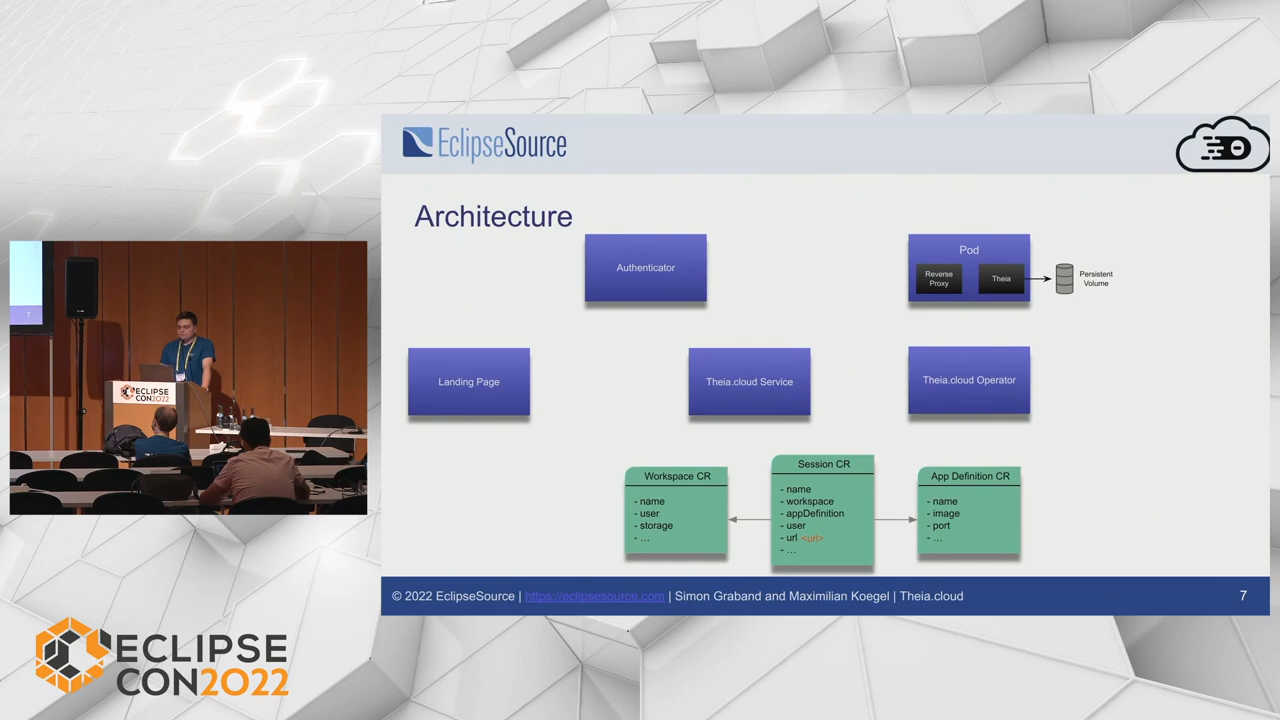 EclipseSource
Architecture
Authenticator
Pod
Reverse
Proxy
Theia
Persistent
Volume
Landing Page
Theia.cloud Service
Theia.cloud Operator
Workspace CR
- name
- user
- storage
- ...
Session CR
- name
- workspace
- appDefinition
- user
- url <url>
- ...
App Definition CR
- name
- image
- port
- ...
© 2022 EclipseSource | https://eclipsesource.com | Simon Graband and Maximilian Koegel | Theia.cloud
7
7
ECLIPSE
CON2022
ECLIPSE
CON2022